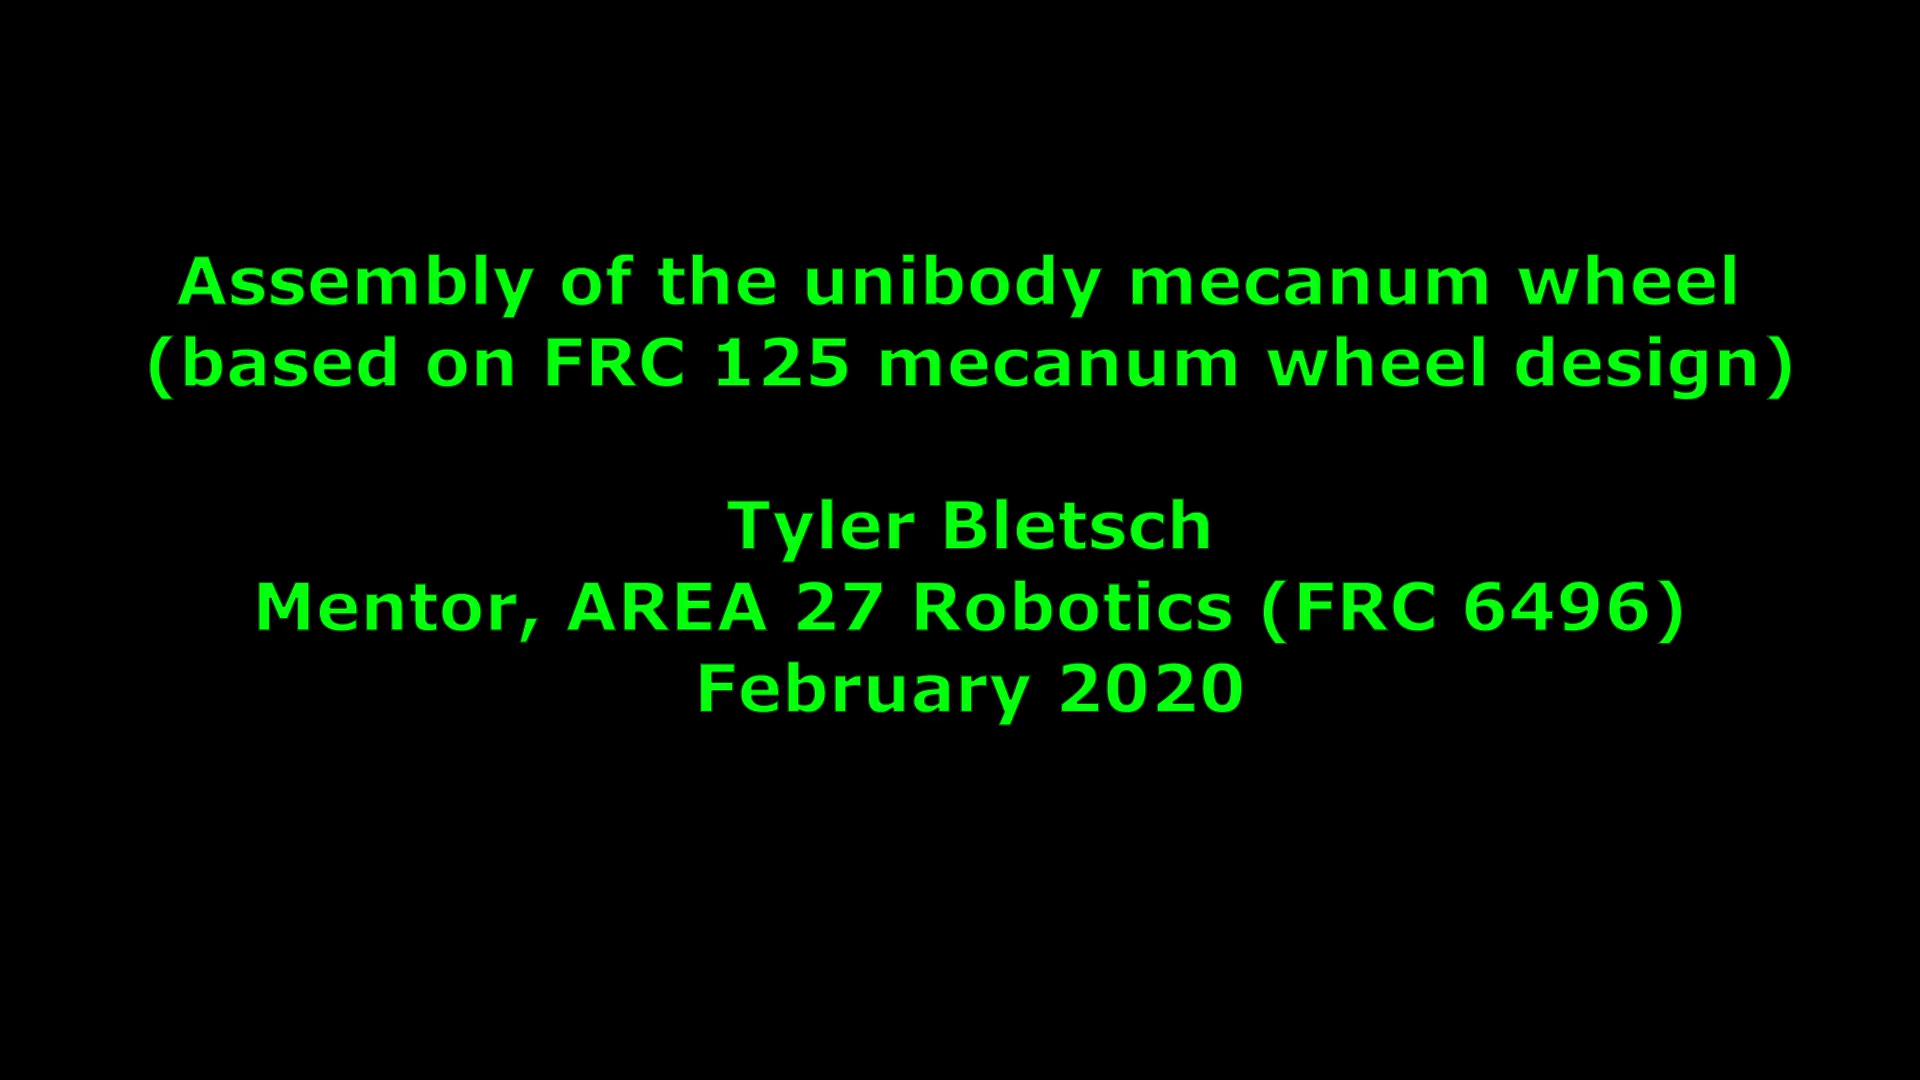 Assembly of the unibody mecanum wheel
(based on FRC 125 mecanum wheel design)
Tyler Bletsch
Mentor, AREA 27 Robotics (FRC 6496)
February 2020